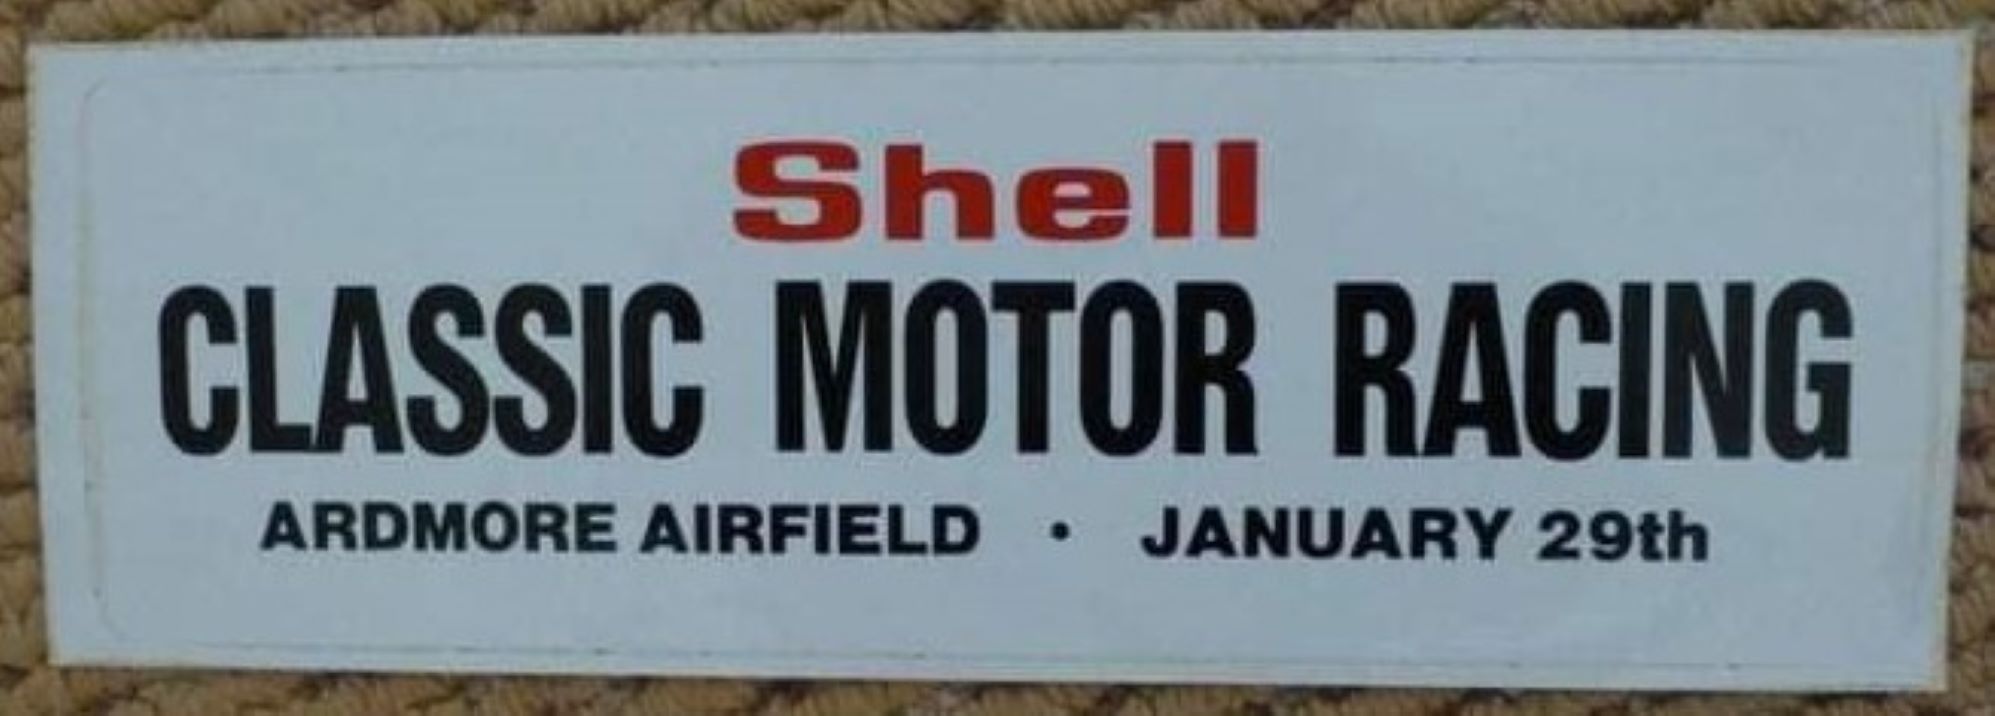 Shell
CLASSIC MOTOR RACING
ARDMORE AIRFIELD • JANUARY 29th